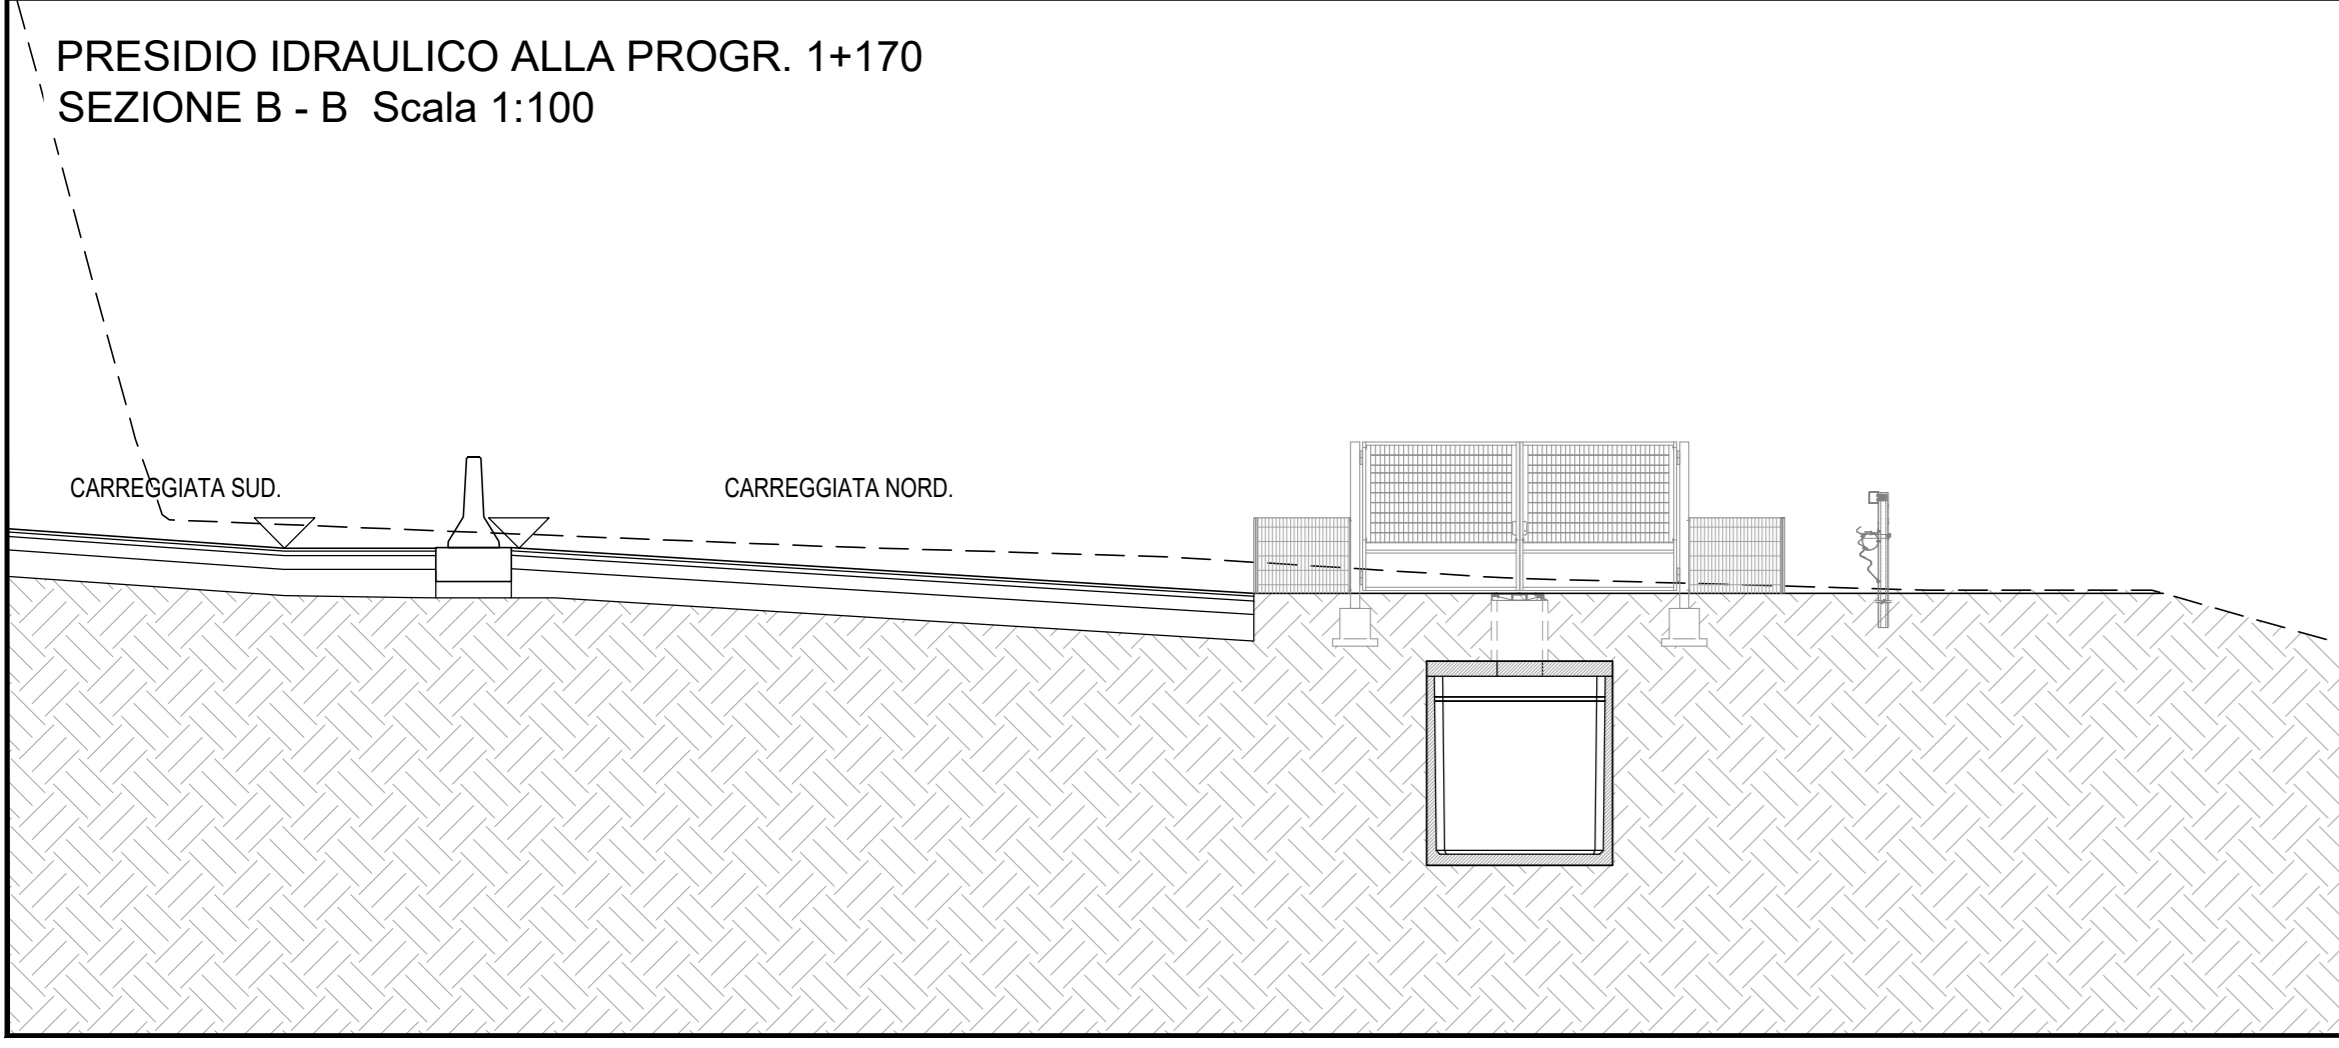 PRESIDIO IDRAULICO ALLA PROGR. 1+170
SEZIONE B - B Scala 1:100
CARREGGIATA SUD.
CARREGGIATA NORD.